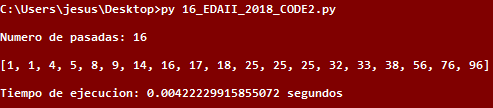 C:\Users\jesus\Desktop>py 16_EDAII_2018_CODE2.py
Numero de pasadas: 16
[1, 1, 4, 5, 8, 9, 14, 16, 17, 18, 25, 25, 25, 32, 33, 38, 56, 76, 96]
Tiempo de ejecucion: 0.00422229915855072 segundos